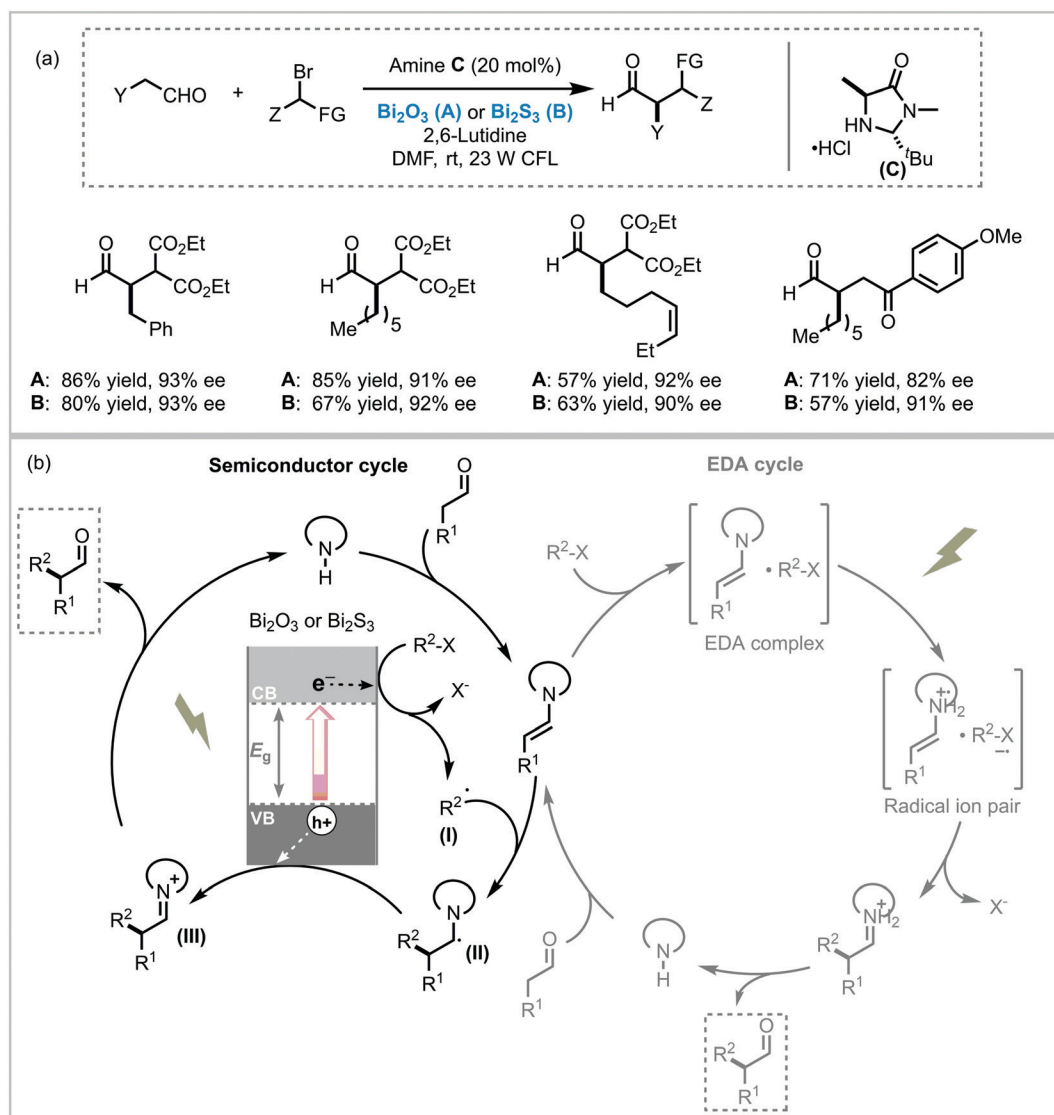 (a)
Y
CHO
+
Br
Z
FG
Amine C (20 mol%)
Bi₂O₃ (A) or Bi₂S₃ (B)
2,6-Lutidine
DMF, rt, 23 W CFL
O
FG
H
Z
Y
O
N
HN
•HCl
ᵗBu
(C)
O
CO₂Et
H
CO₂Et
Ph
A: 86% yield, 93% ee
B: 80% yield, 93% ee
O
CO₂Et
H
CO₂Et
Me
5
A: 85% yield, 91% ee
B: 67% yield, 92% ee
O
CO₂Et
H
CO₂Et
Et
A: 57% yield, 92% ee
B: 63% yield, 90% ee
OMe
O
H
O
Me
5
A: 71% yield, 82% ee
B: 57% yield, 91% ee
(b)
Semiconductor cycle
EDA cycle
O
R¹
O
R²
R¹
N
H
Bi₂O₃ or Bi₂S₃
R²-X
CB
e⁻
X⁻
E_g
VB
h+
R²•
(I)
N
R¹
N
R²
R¹
(II)
N+
R²
R¹
(III)
R²-X
N
R¹
• R²-X
EDA complex
+•
NH₂
R¹
• R²-X
−•
Radical ion pair
X⁻
+
NH₂
R²
R¹
N
H
O
R¹
O
R²
R¹